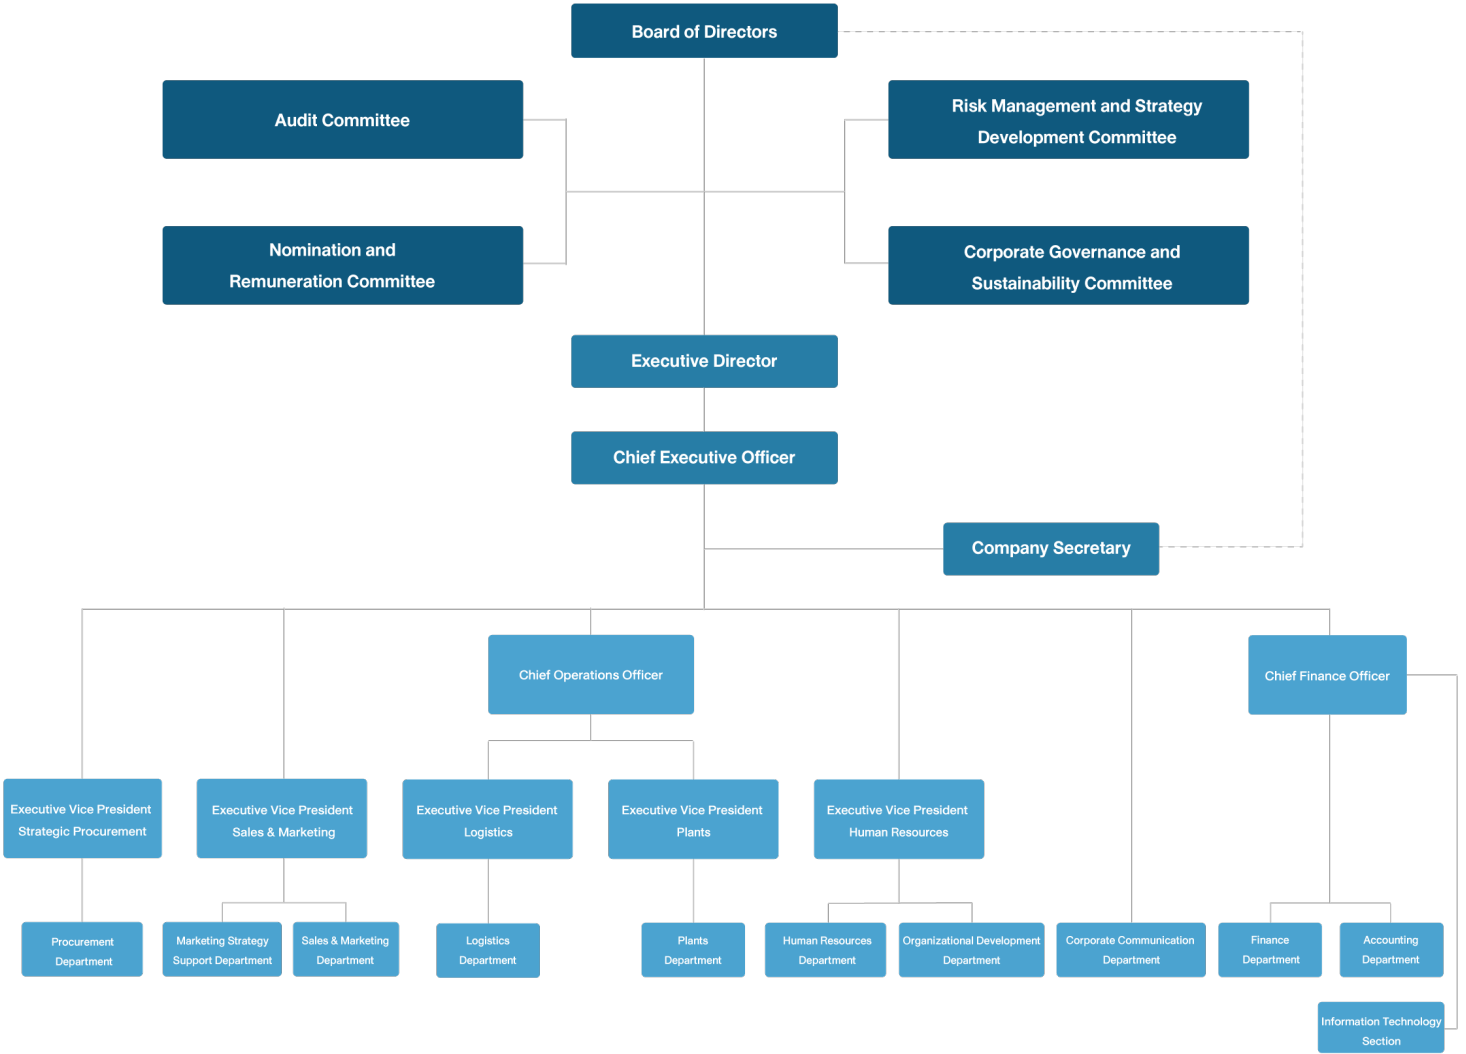 Board of Directors
Audit Committee
Risk Management and Strategy
Development Committee
Nomination and
Remuneration Committee
Corporate Governance and
Sustainability Committee
Executive Director
Chief Executive Officer
Company Secretary
Chief Operations Officer
Chief Finance Officer
Executive Vice President
Strategic Procurement
Executive Vice President
Sales & Marketing
Executive Vice President
Logistics
Executive Vice President
Plants
Executive Vice President
Human Resources
Procurement
Department
Marketing Strategy
Support Department
Sales & Marketing
Department
Logistics
Department
Plants
Department
Human Resources
Department
Organizational Development
Department
Corporate Communication
Department
Finance
Department
Accounting
Department
Information Technology
Section